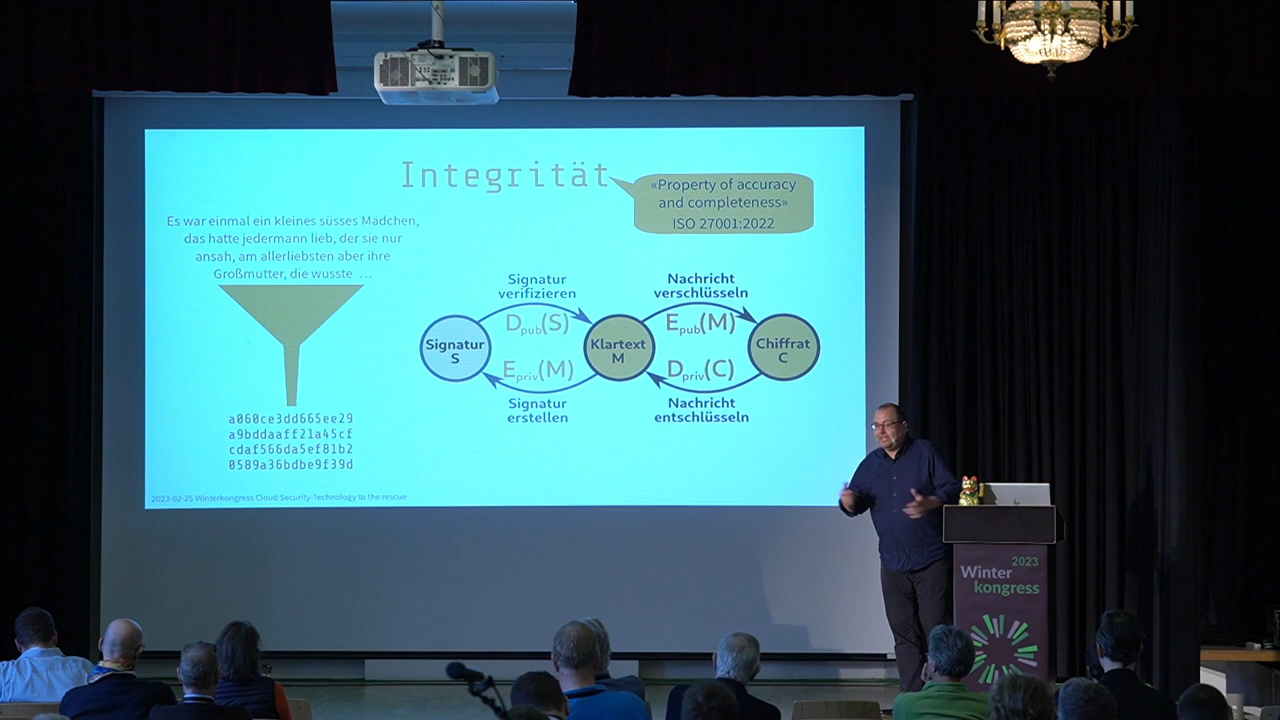 Integrität
«Property of accuracy
and completeness»
ISO 27001:2022
Es war einmal ein kleines süsses Mädchen,
das hatte jedermann lieb, der sie nur
ansah, am allerliebsten aber ihre
Großmutter, die wusste ...
a060ce3dd665ee29
a9bddaaff21a45cf
cdaf566da5ef81b2
0589a36bdbe9f39d
Signatur
verifizieren
Dpub(S)
Nachricht
verschlüsseln
Epub(M)
Signatur
S
Klartext
M
Chiffrat
C
Epriv(M)
Signatur
erstellen
Dpriv(C)
Nachricht
entschlüsseln
2023-02-25 Winterkongress Cloud Security-Technology to the rescue
2023
Winter
kongress